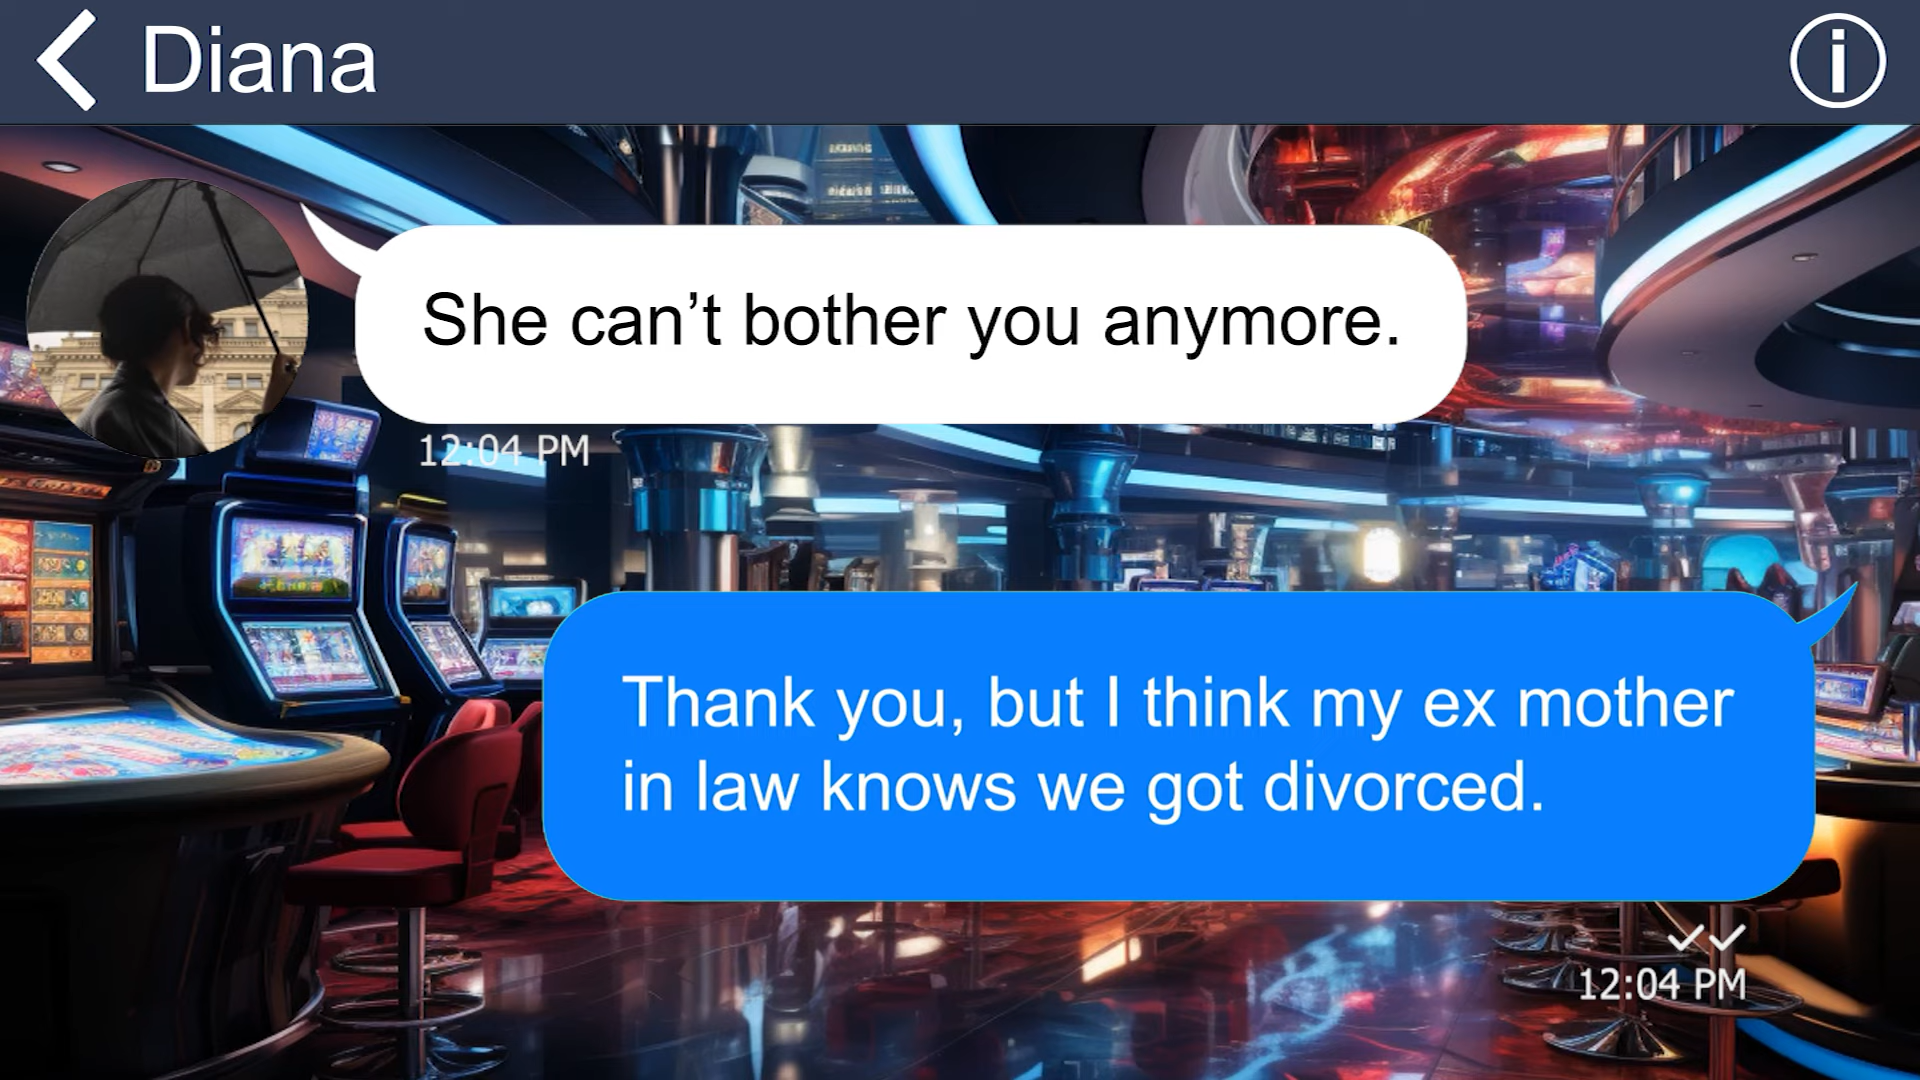 Diana
She can’t bother you anymore.
12:04 PM
Thank you, but I think my ex mother
in law knows we got divorced.
12:04 PM